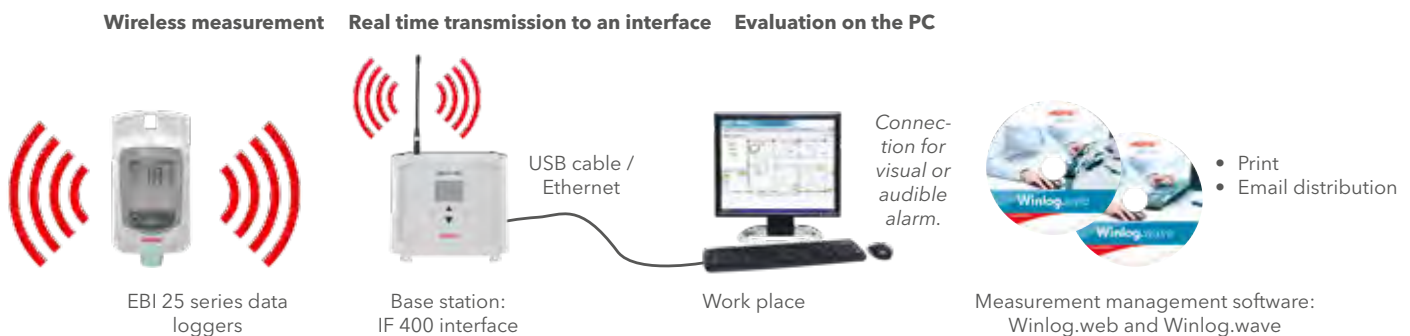 Wireless measurement
Real time transmission to an interface
Evaluation on the PC
USB cable /
Ethernet
Connec-
tion for
visual or
audible
alarm.
Winlog.web
Winlog.wave
• Print
• Email distribution
EBI 25 series data
loggers
Base station:
IF 400 interface
Work place
Measurement management software:
Winlog.web and Winlog.wave